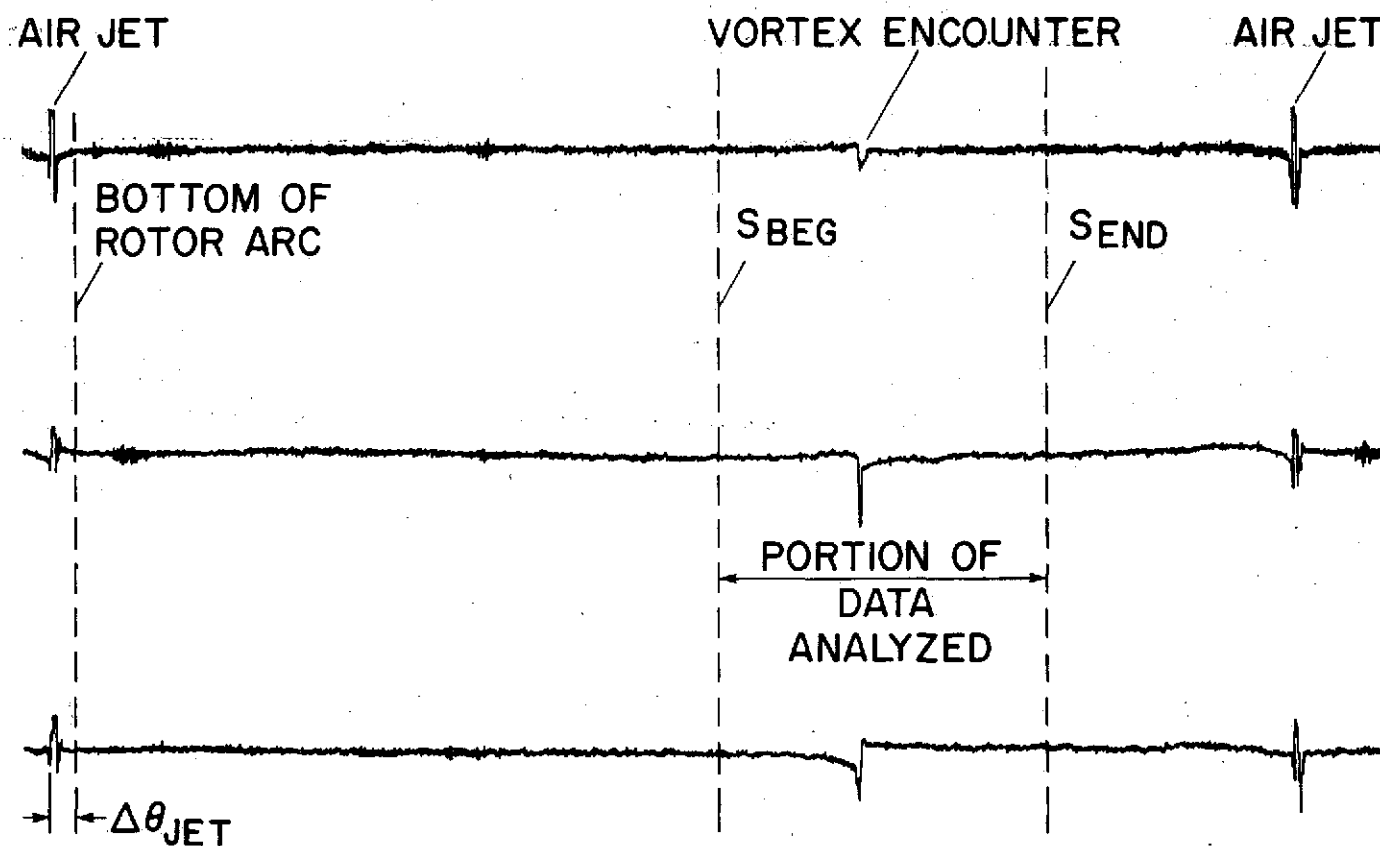 AIR JET
VORTEX ENCOUNTER
AIR JET
BOTTOM OF
ROTOR ARC
SBEG
SEND
PORTION OF
DATA
ANALYZED
ΔθJET